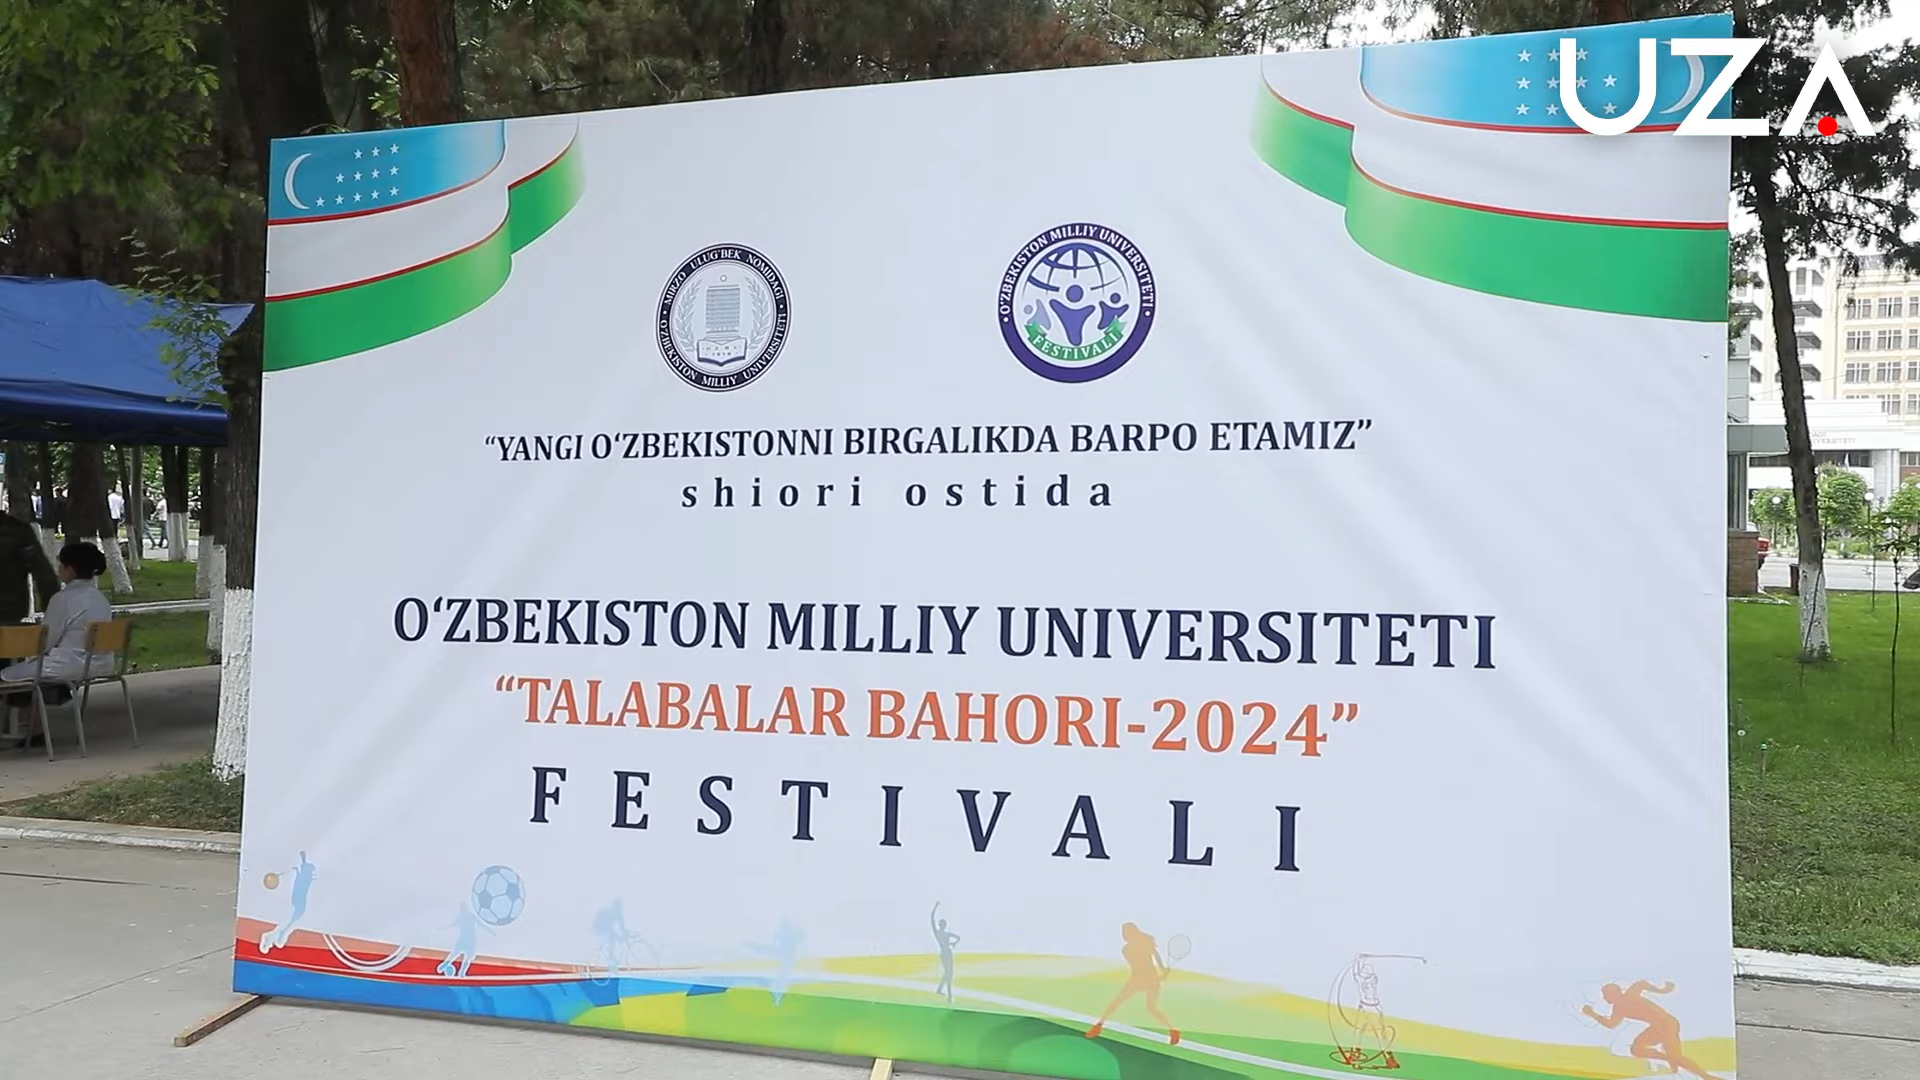 UZA
MIRZO ULUG'BEK NOMIDAGI
O'ZBEKISTON MILLIY UNIVERSITETI
O'ZBEKISTON MILLIY UNIVERSITETI
FESTIVALI
“YANGI O‘ZBEKISTONNI BIRGALIKDA BARPO ETAMIZ”
shiori ostida
O‘ZBEKISTON MILLIY UNIVERSITETI
“TALABALAR BAHORI-2024”
FESTIVALI